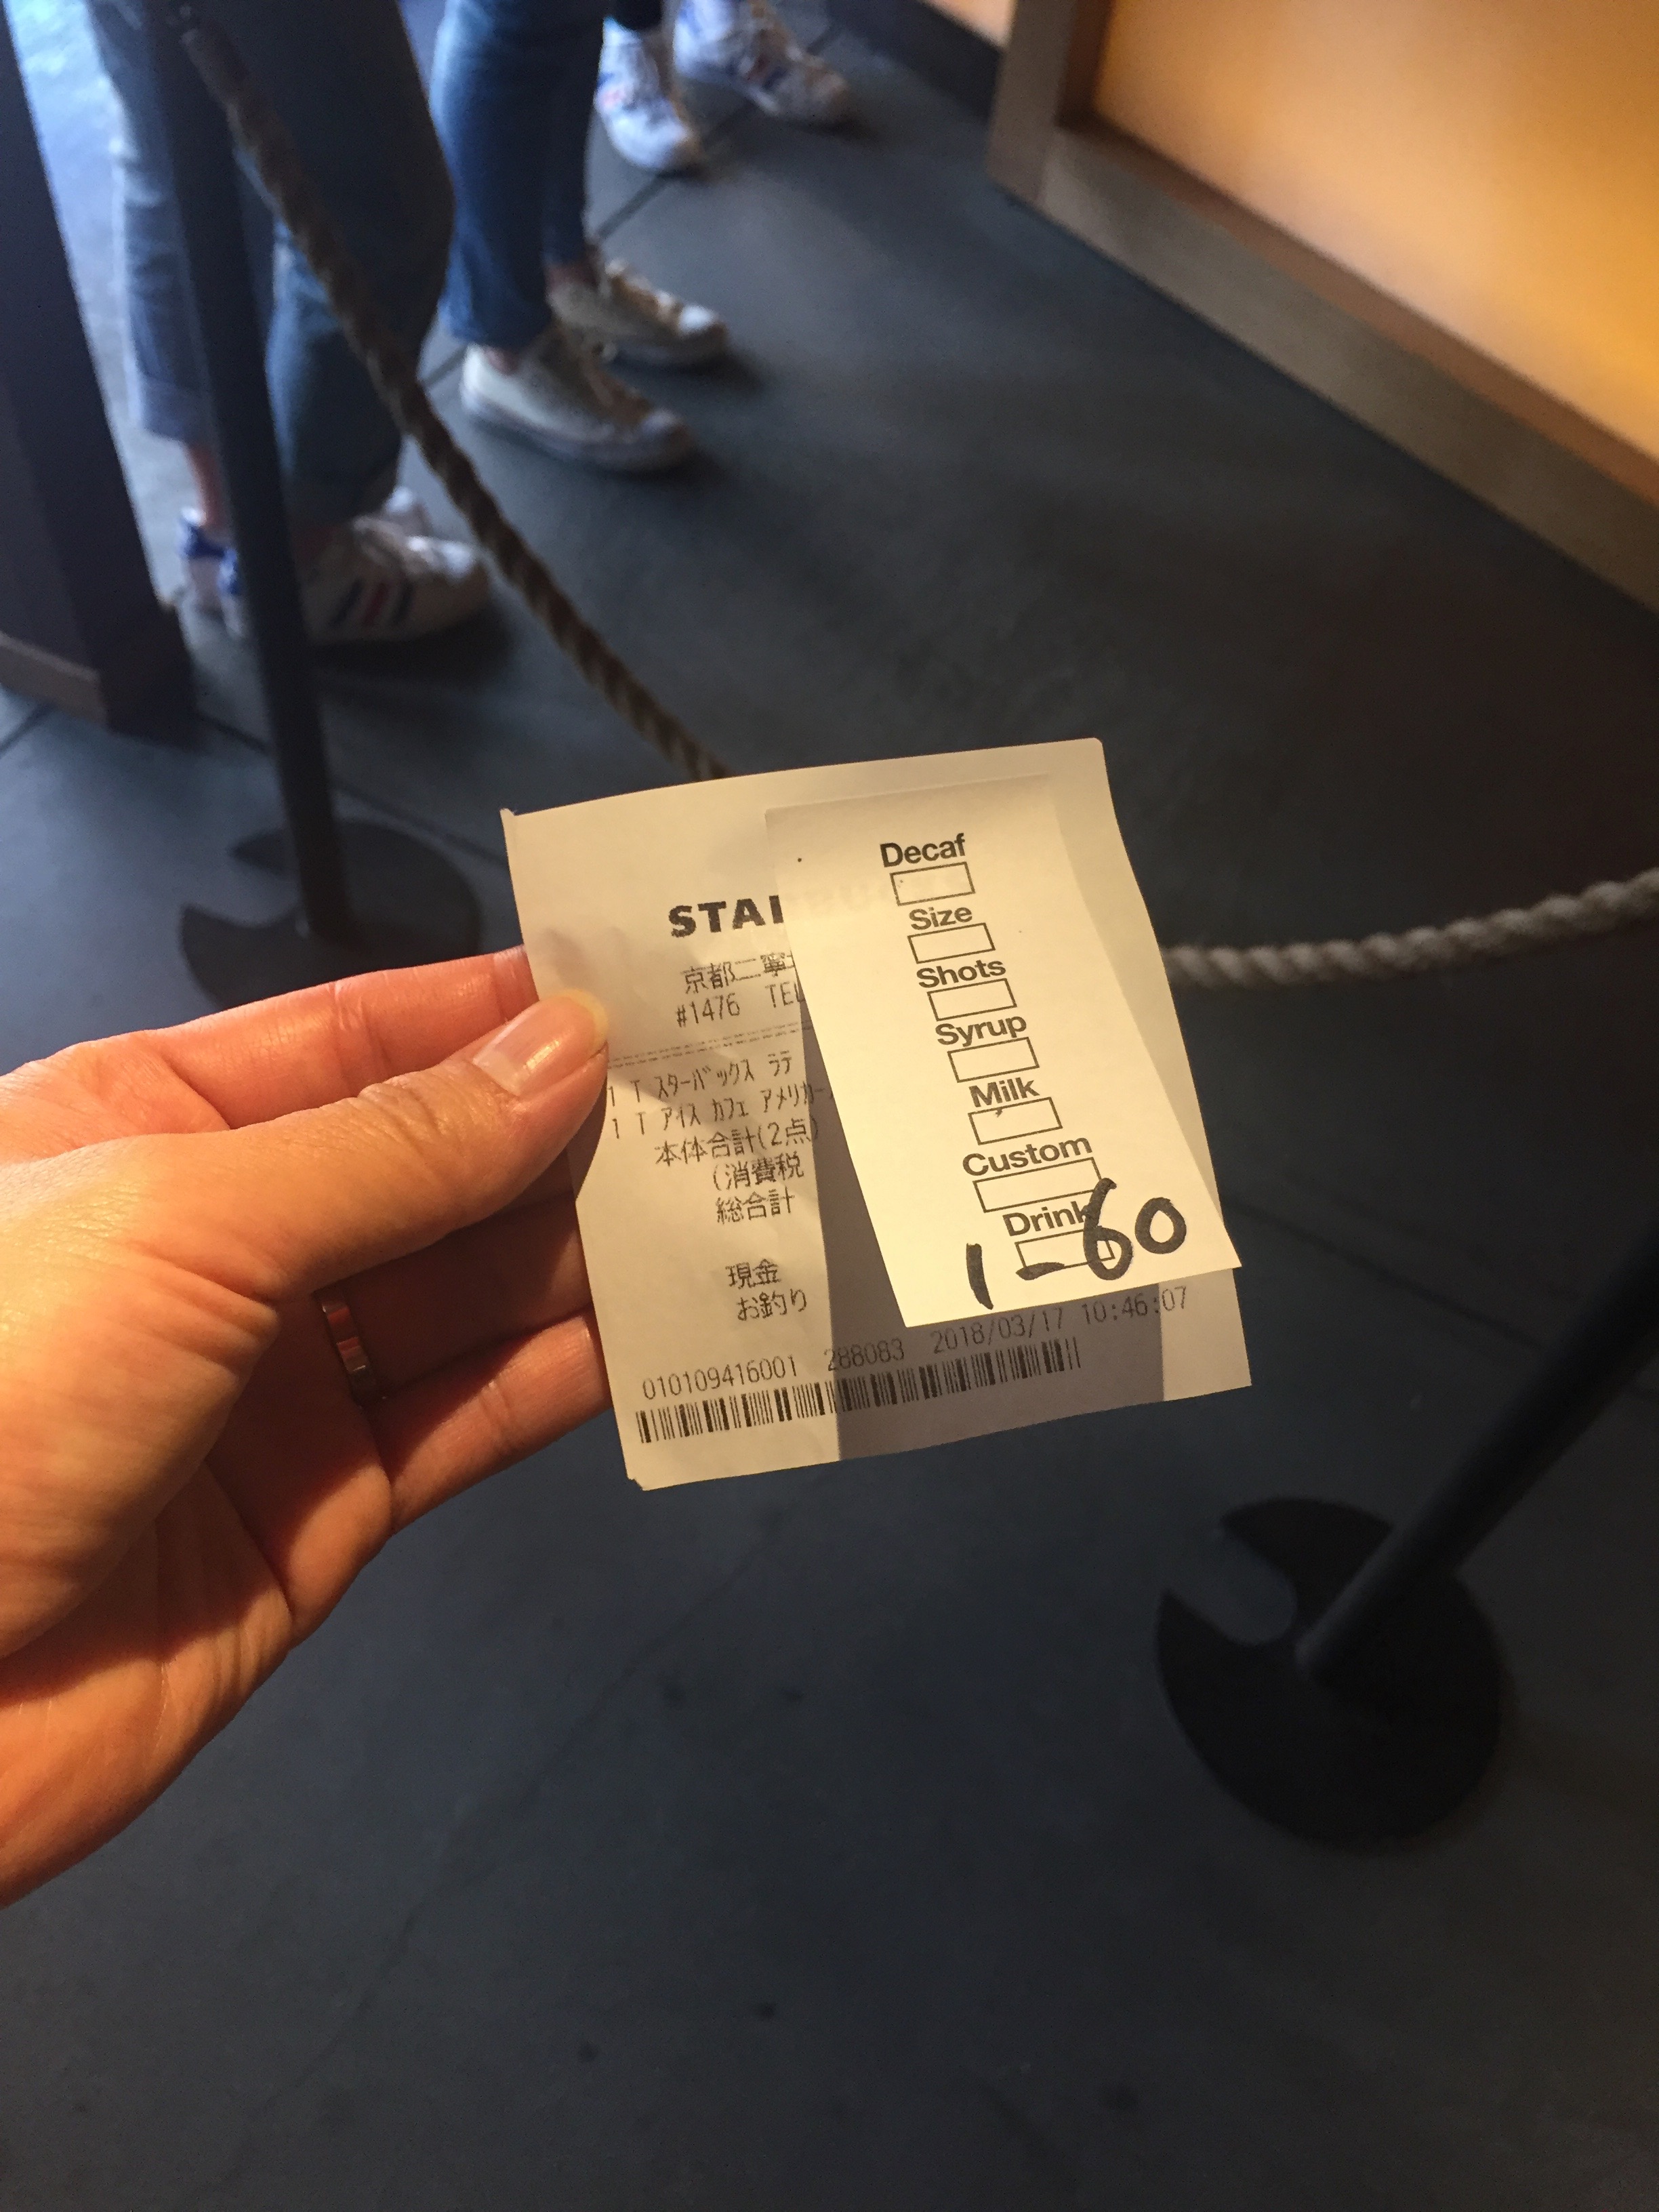 STAR
京都二寧
#1476 TEL
1 T スターバックス ラテ
1 T アイス カフェ アメリカー
本体合計(2点)
(消費税
総合計
現金
お釣り
010109416001 288083 2018/03/17 10:46:07
Decaf
Size
Shots
Syrup
Milk
Custom
Drink
1-60